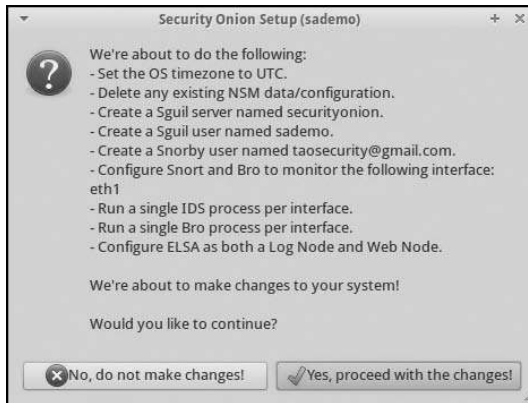 Security Onion Setup (sademo)
We're about to do the following:
- Set the OS timezone to UTC.
- Delete any existing NSM data/configuration.
- Create a Sguil server named securityonion.
- Create a Sguil user named sademo.
- Create a Snorby user named taosecurity@gmail.com.
- Configure Snort and Bro to monitor the following interface:
eth1
- Run a single IDS process per interface.
- Run a single Bro process per interface.
- Configure ELSA as both a Log Node and Web Node.
We're about to make changes to your system!
Would you like to continue?
No, do not make changes!
Yes, proceed with the changes!